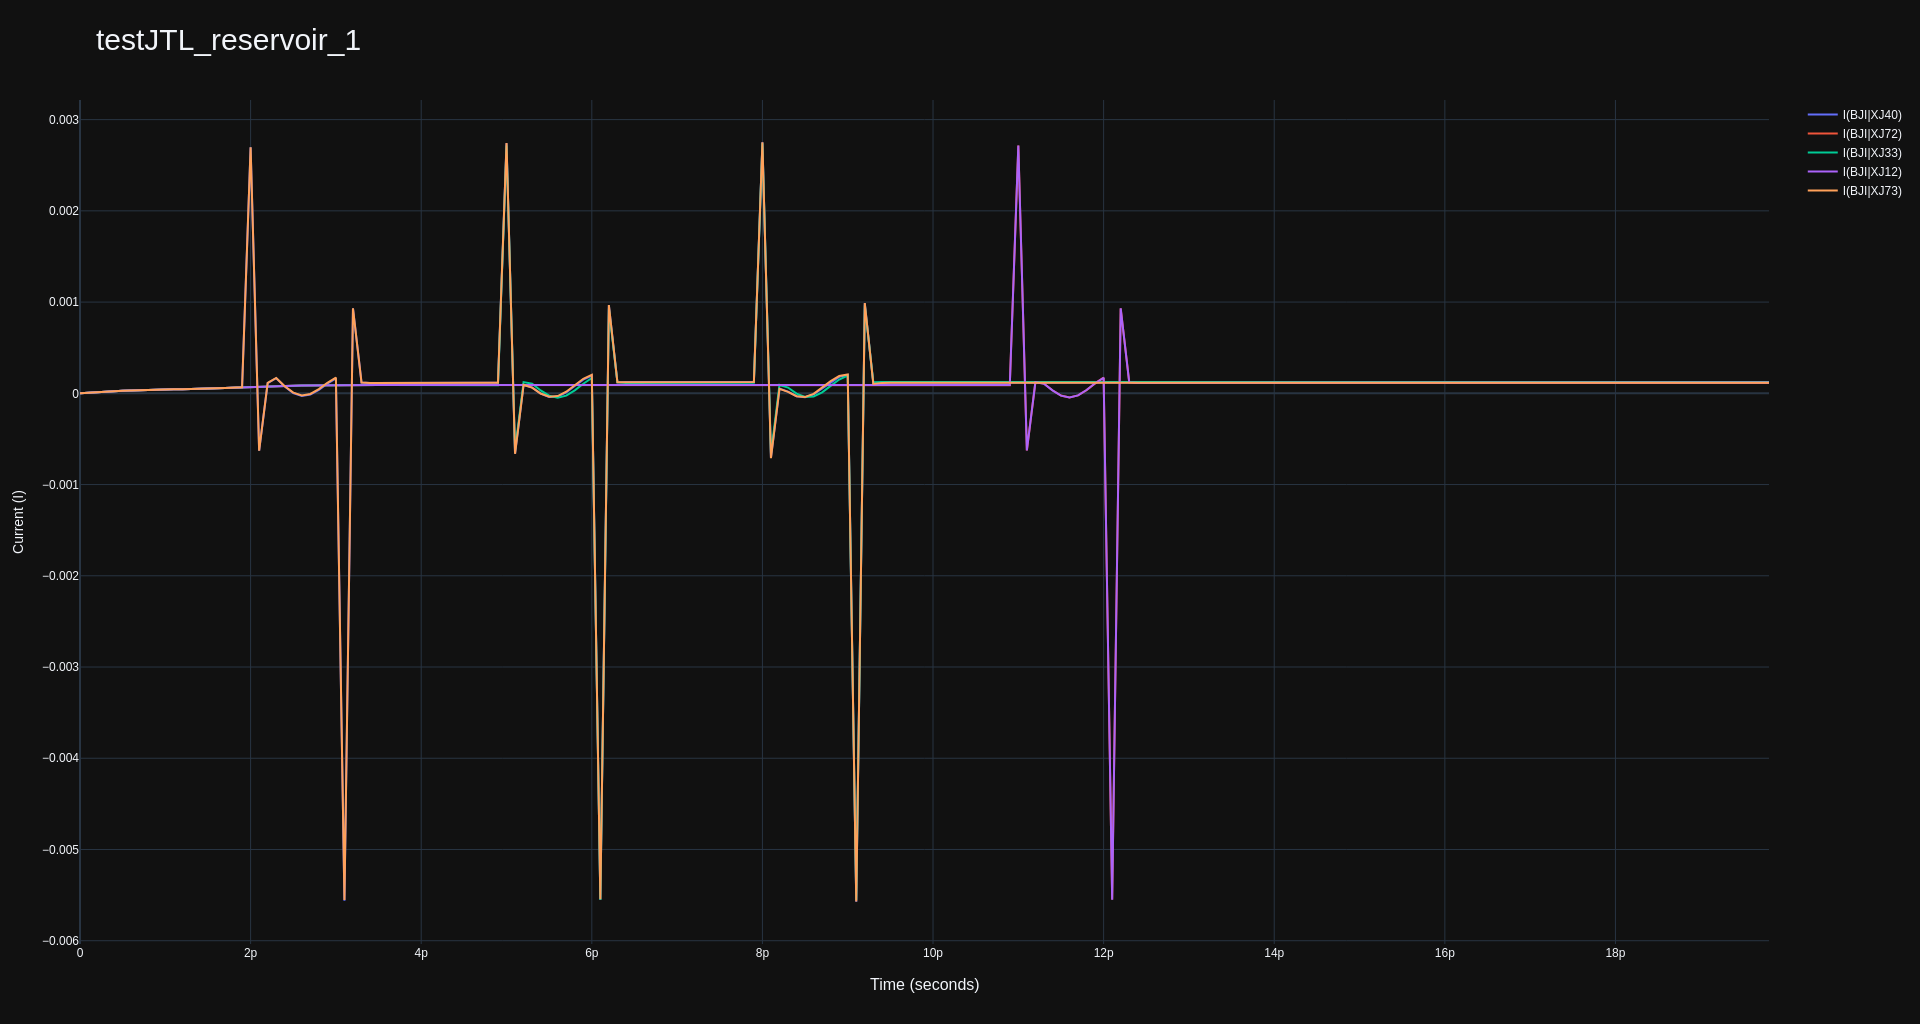 testJTL_reservoir_1
I(BJI|XJ40)
I(BJI|XJ72)
I(BJI|XJ33)
I(BJI|XJ12)
I(BJI|XJ73)
0.003
0.002
0.001
0
−0.001
−0.002
−0.003
−0.004
−0.005
−0.006
Current (I)
0 2p 4p 6p 8p 10p 12p 14p 16p 18p
Time (seconds)